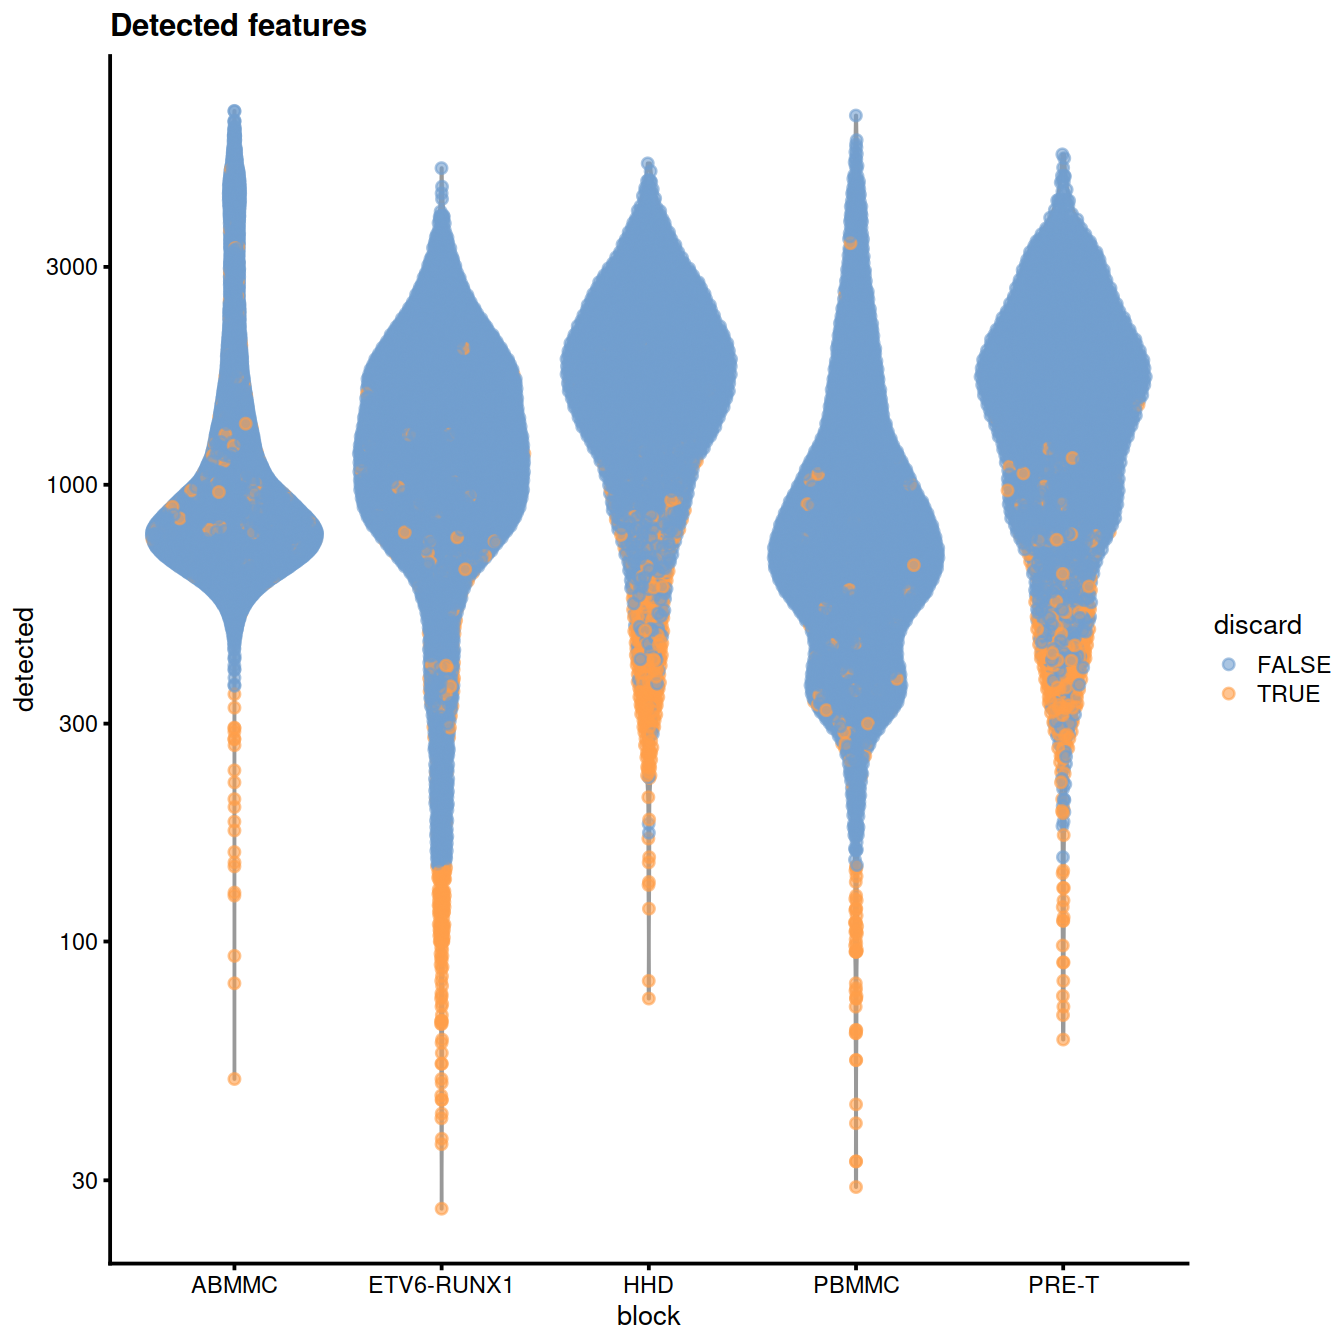 Detected features
3000
1000
300
100
30
detected
ABMMC
ETV6-RUNX1
HHD
PBMMC
PRE-T
block
discard
FALSE
TRUE